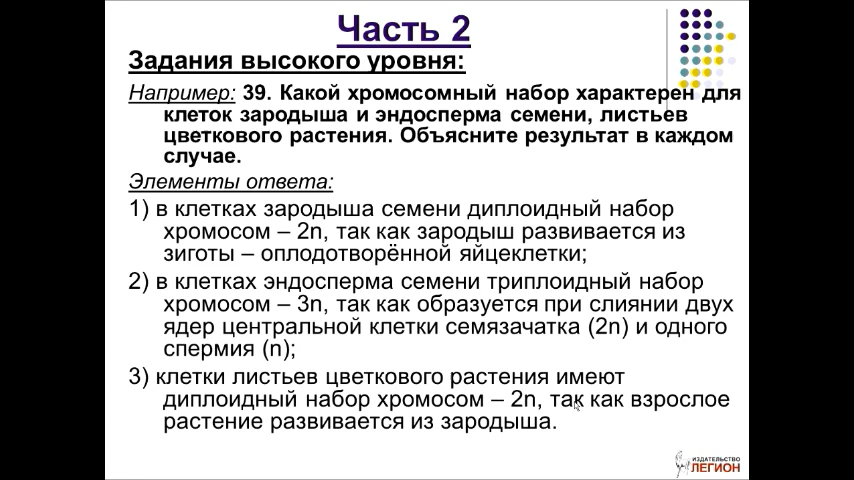 Часть 2
Задания высокого уровня:
Например: 39. Какой хромосомный набор характерен для
клеток зародыша и эндосперма семени, листьев
цветкового растения. Объясните результат в каждом
случае.
Элементы ответа:
1) в клетках зародыша семени диплоидный набор
хромосом – 2n, так как зародыш развивается из
зиготы – оплодотворённой яйцеклетки;
2) в клетках эндосперма семени триплоидный набор
хромосом – 3n, так как образуется при слиянии двух
ядер центральной клетки семязачатка (2n) и одного
спермия (n);
3) клетки листьев цветкового растения имеют
диплоидный набор хромосом – 2n, так как взрослое
растение развивается из зародыша.
ИЗДАТЕЛЬСТВО
ЛЕГИОН